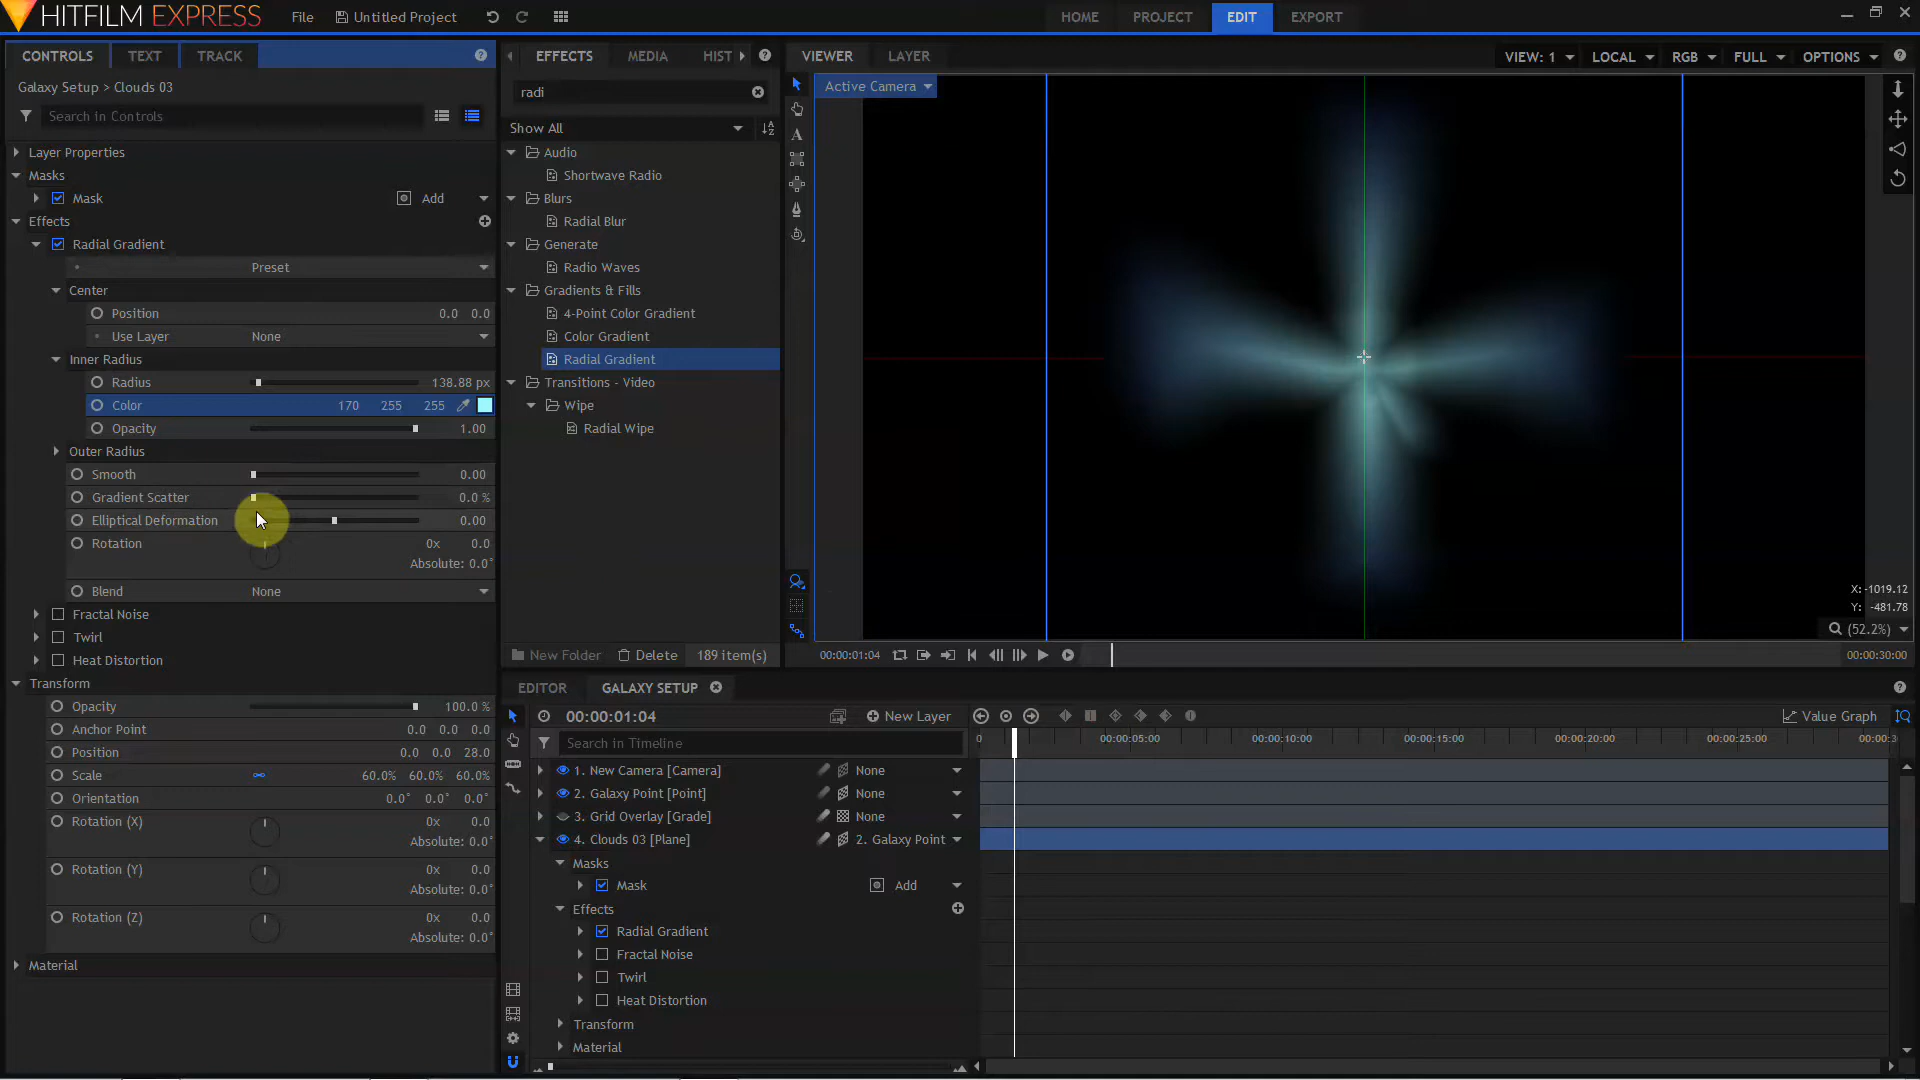 HITFILM EXPRESS
File
Untitled Project
HOME
PROJECT
EDIT
EXPORT
CONTROLS
TEXT
TRACK
Galaxy Setup > Clouds 03
Search in Controls
Layer Properties
Masks
Mask
Add
Effects
Radial Gradient
Preset
Center
Position 0.0 0.0
Use Layer None
Inner Radius
Radius 138.88 px
Color 170 255 255
Opacity 1.00
Outer Radius
Smooth 0.00
Gradient Scatter 0.0 %
Elliptical Deformation 0.00
Rotation 0x 0.0
Absolute: 0.0°
Blend None
Fractal Noise
Twirl
Heat Distortion
Transform
Opacity 100.0 %
Anchor Point 0.0 0.0 0.0
Position 0.0 0.0 28.0
Scale 60.0% 60.0% 60.0%
Orientation 0.0° 0.0° 0.0°
Rotation (X) 0x 0.0
Absolute: 0.0°
Rotation (Y) 0x 0.0
Absolute: 0.0°
Rotation (Z) 0x 0.0
Absolute: 0.0°
Material
EFFECTS
MEDIA
HIST
radi
Show All
Audio
Shortwave Radio
Blurs
Radial Blur
Generate
Radio Waves
Gradients & Fills
4-Point Color Gradient
Color Gradient
Radial Gradient
Transitions - Video
Wipe
Radial Wipe
New Folder
Delete
189 item(s)
VIEWER
LAYER
VIEW: 1
LOCAL
RGB
FULL
OPTIONS
Active Camera
X: -1019.12
Y: -481.78
(52.2%)
00:00:01:04
00:00:30:00
EDITOR
GALAXY SETUP
00:00:01:04
New Layer
Value Graph
Search in Timeline
0
00:00:05:00
00:00:10:00
00:00:15:00
00:00:20:00
00:00:25:00
00:00:3
1. New Camera [Camera] None
2. Galaxy Point [Point] None
3. Grid Overlay [Grade] None
4. Clouds 03 [Plane] 2. Galaxy Point
Masks
Mask
Add
Effects
Radial Gradient
Fractal Noise
Twirl
Heat Distortion
Transform
Material